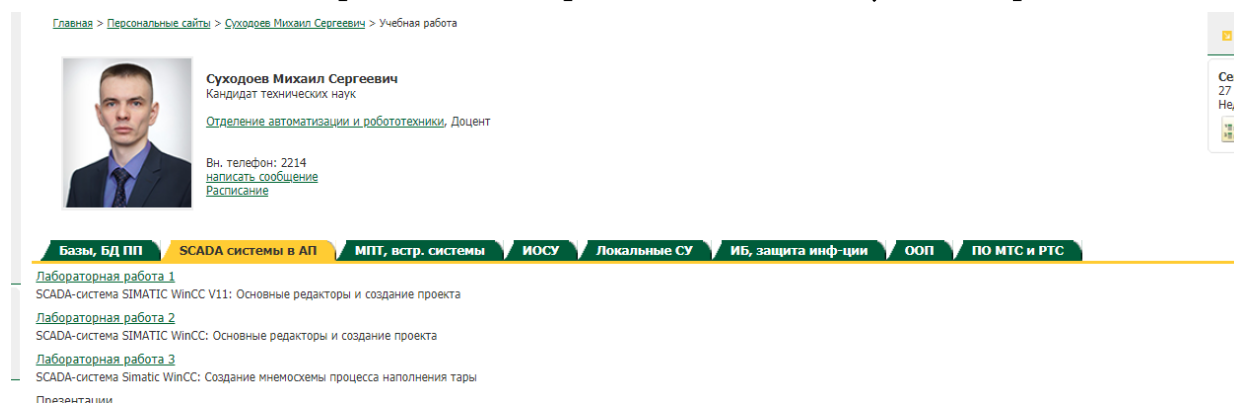 Главная > Персональные сайты > Суходоев Михаил Сергеевич > Учебная работа
Суходоев Михаил Сергеевич
Кандидат технических наук
Отделение автоматизации и робототехники, Доцент
Вн. телефон: 2214
написать сообщение
Расписание
Се
27
Не
Базы, БД ПП SCADA системы в АП МПТ, встр. системы ИОСУ Локальные СУ ИБ, защита инф-ции ООП ПО МТС и РТС
Лабораторная работа 1
SCADA-система SIMATIC WinCC V11: Основные редакторы и создание проекта
Лабораторная работа 2
SCADA-система SIMATIC WinCC: Основные редакторы и создание проекта
Лабораторная работа 3
SCADA-система Simatic WinCC: Создание мнемосхемы процесса наполнения тары
Презентации